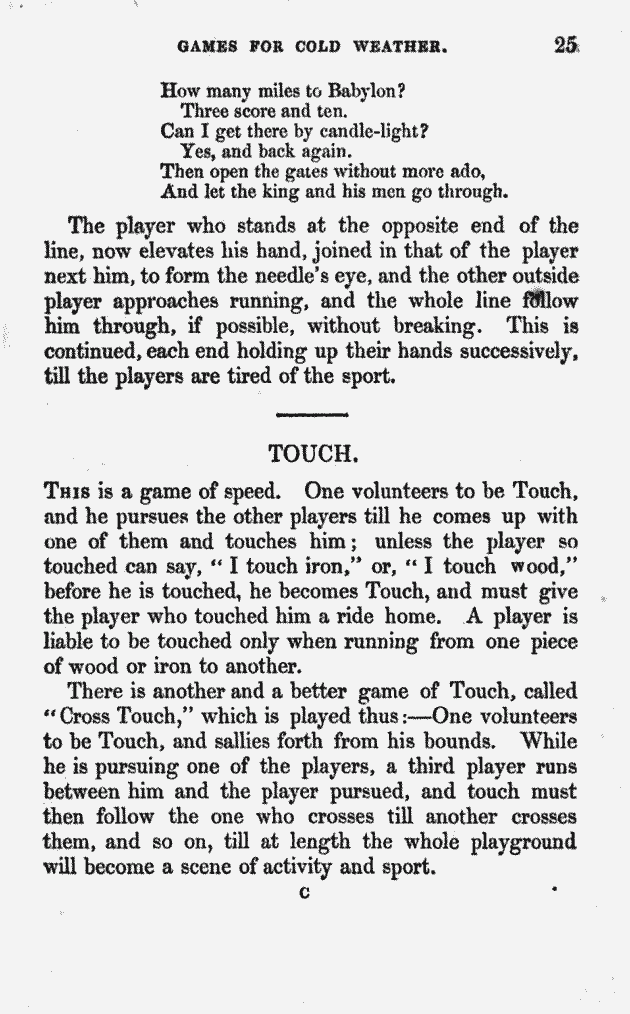 GAMES FOR COLD WEATHER. 25
How many miles to Babylon?
Three score and ten.
Can I get there by candle-light?
Yes, and back again.
Then open the gates without more ado,
And let the king and his men go through.
The player who stands at the opposite end of the
line, now elevates his hand, joined in that of the player
next him, to form the needle's eye, and the other outside
player approaches running, and the whole line follow
him through, if possible, without breaking. This is
continued, each end holding up their hands successively,
till the players are tired of the sport.
TOUCH.
THIS is a game of speed. One volunteers to be Touch,
and he pursues the other players till he comes up with
one of them and touches him; unless the player so
touched can say, “ I touch iron,” or, “ I touch wood,”
before he is touched, he becomes Touch, and must give
the player who touched him a ride home. A player is
liable to be touched only when running from one piece
of wood or iron to another.
There is another and a better game of Touch, called
“Cross Touch,” which is played thus:—One volunteers
to be Touch, and sallies forth from his bounds. While
he is pursuing one of the players, a third player runs
between him and the player pursued, and touch must
then follow the one who crosses till another crosses
them, and so on, till at length the whole playground
will become a scene of activity and sport.
C